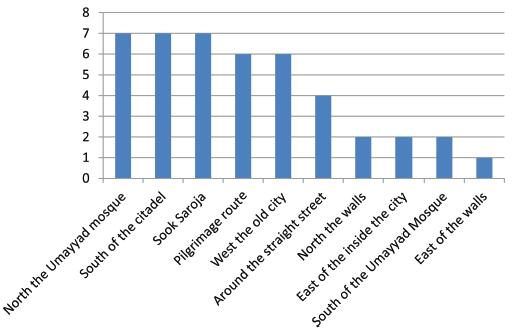 8
7
6
5
4
3
2
1
0
North the Umayyad mosque
South of the citadel
Sook Saroja
Pilgrimage route
West the old city
Around the straight street
North the walls
East of the inside the city
South of the Umayyad Mosque
East of the walls